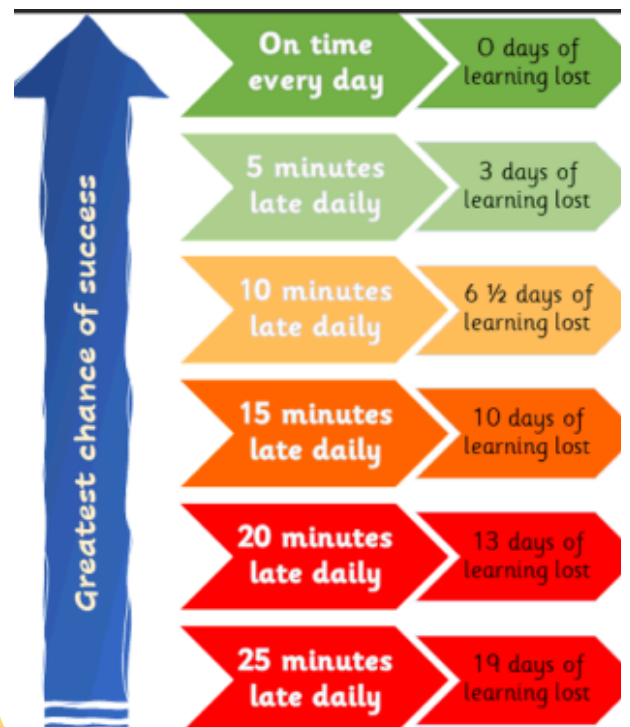 Greatest chance of success
On time
every day
0 days of
learning lost
5 minutes
late daily
3 days of
learning lost
10 minutes
late daily
6 ½ days of
learning lost
15 minutes
late daily
10 days of
learning lost
20 minutes
late daily
13 days of
learning lost
25 minutes
late daily
19 days of
learning lost